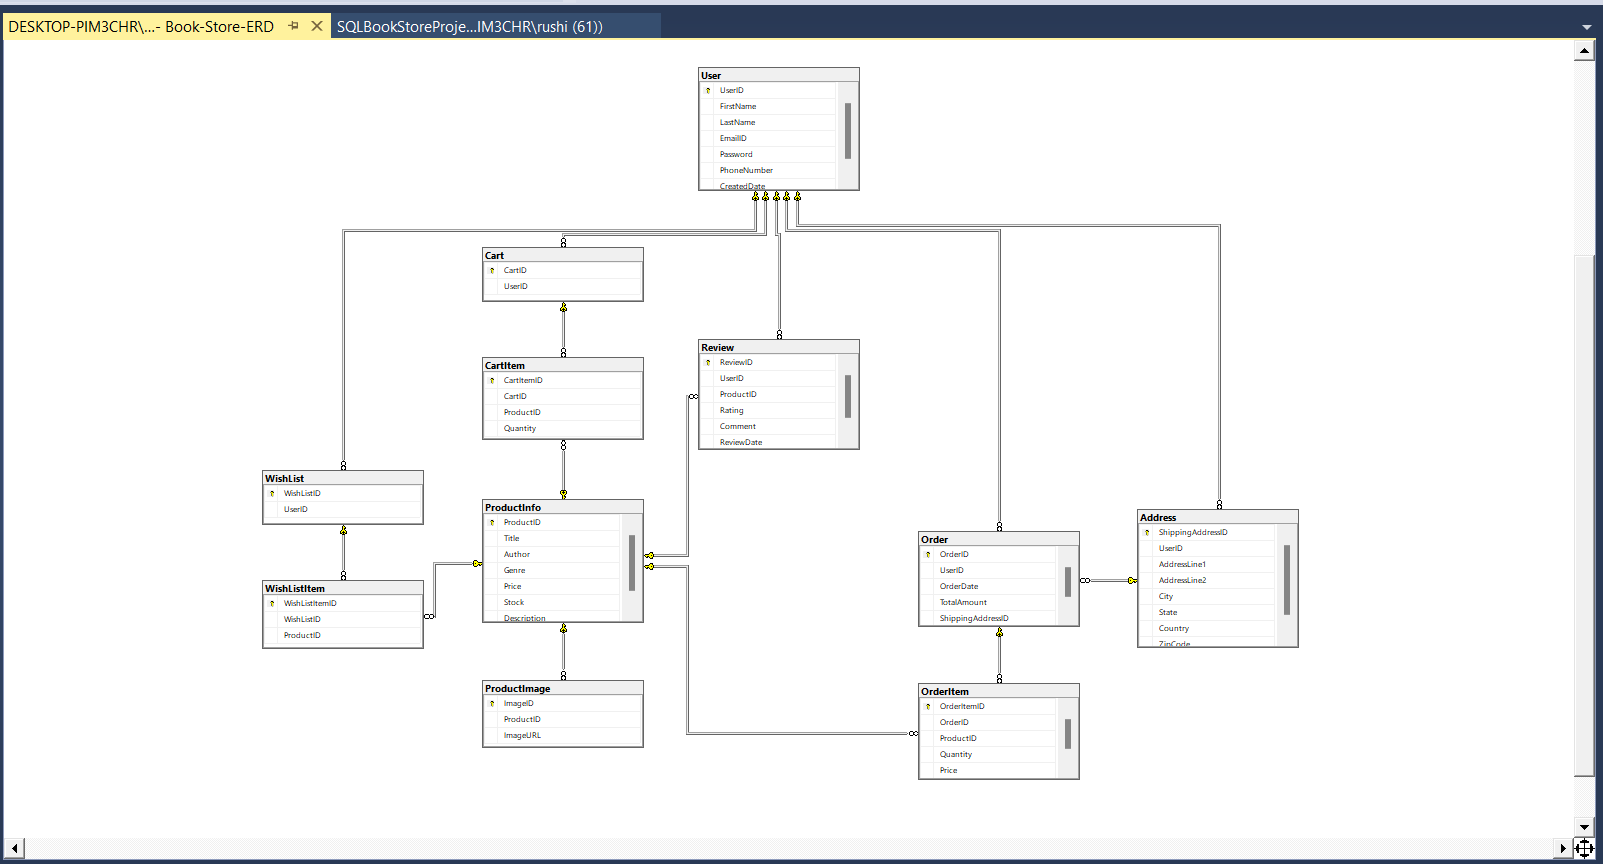 DESKTOP-PIM3CHR\...- Book-Store-ERD
SQLBookStoreProje...IM3CHR\rushi (61))
User
UserID
FirstName
LastName
EmailID
Password
PhoneNumber
CreatedDate
Cart
CartID
UserID
CartItem
CartItemID
CartID
ProductID
Quantity
Review
ReviewID
UserID
ProductID
Rating
Comment
ReviewDate
WishList
WishListID
UserID
WishListItem
WishListItemID
WishListID
ProductID
ProductInfo
ProductID
Title
Author
Genre
Price
Stock
Description
ProductImage
ImageID
ProductID
ImageURL
Order
OrderID
UserID
OrderDate
TotalAmount
ShippingAddressID
OrderItem
OrderItemID
OrderID
ProductID
Quantity
Price
Address
ShippingAddressID
UserID
AddressLine1
AddressLine2
City
State
Country
ZipCode